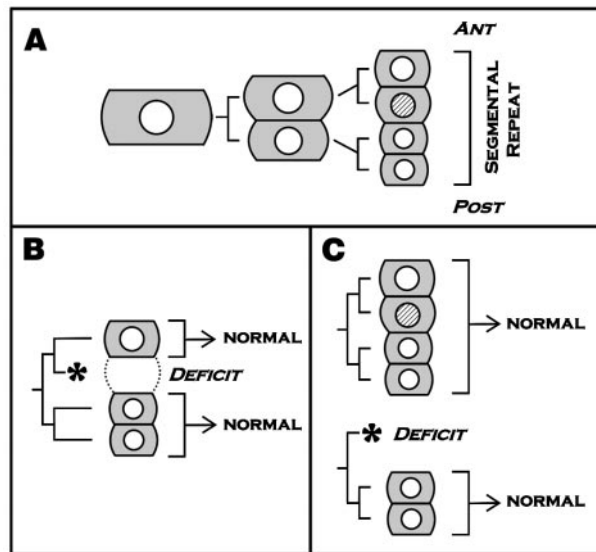 A
ANT
SEGMENTAL
REPEAT
POST
B
NORMAL
* DEFICIT
NORMAL
C
NORMAL
* DEFICIT
NORMAL